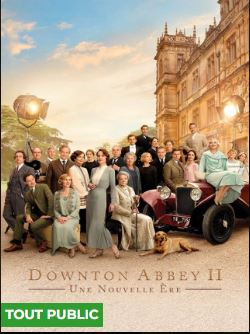 DOWNTON ABBEY II
UNE NOUVELLE ÈRE
TOUT PUBLIC